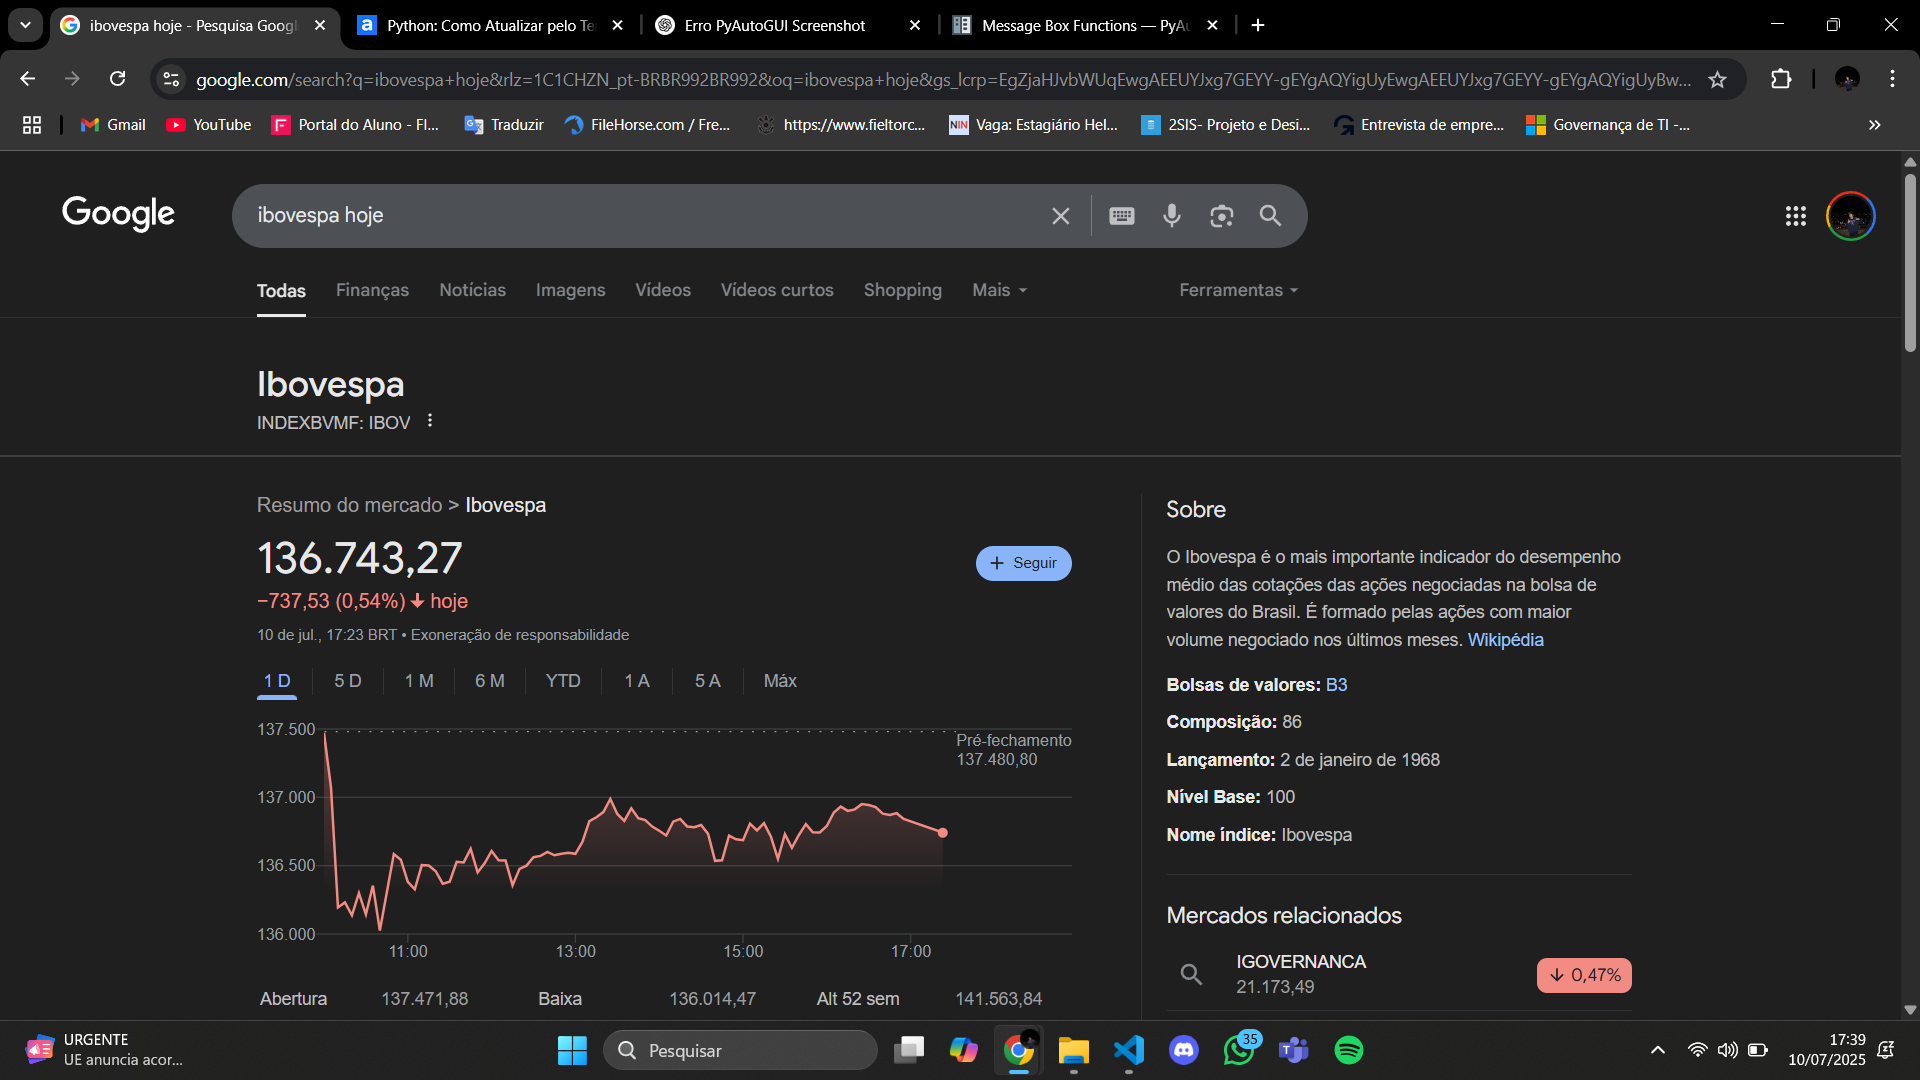 ibovespa hoje - Pesquisa Googl
Python: Como Atualizar pelo Te
Erro PyAutoGUI Screenshot
Message Box Functions — PyAu
google.com/search?q=ibovespa+hoje&rlz=1C1CHZN_pt-BRBR992BR992&oq=ibovespa+hoje&gs_lcrp=EgZjaHJvbWUqEwgAEEUYJxg7GEYY-gEYgAQYigUyEwgAEEUYJxg7GEYY-gEYgAQYigUyBw...
Gmail
YouTube
Portal do Aluno - FI...
Traduzir
FileHorse.com / Fre...
https://www.fieltorc...
NIN
Vaga: Estagiário Hel...
2SIS- Projeto e Desi...
Entrevista de empre...
Governança de TI -...
Google
ibovespa hoje
Todas
Finanças
Notícias
Imagens
Vídeos
Vídeos curtos
Shopping
Mais
Ferramentas
Ibovespa
INDEXBVMF: IBOV
Resumo do mercado > Ibovespa
136.743,27
Seguir
−737,53 (0,54%) hoje
10 de jul., 17:23 BRT • Exoneração de responsabilidade
1 D
5 D
1 M
6 M
YTD
1 A
5 A
Máx
137.500
137.000
136.500
136.000
Pré-fechamento
137.480,80
11:00
13:00
15:00
17:00
Abertura
137.471,88
Baixa
136.014,47
Alt 52 sem
141.563,84
Sobre
O Ibovespa é o mais importante indicador do desempenho
médio das cotações das ações negociadas na bolsa de
valores do Brasil. É formado pelas ações com maior
volume negociado nos últimos meses. Wikipédia
Bolsas de valores: B3
Composição: 86
Lançamento: 2 de janeiro de 1968
Nível Base: 100
Nome índice: Ibovespa
Mercados relacionados
IGOVERNANCA
21.173,49
0,47%
URGENTE
UE anuncia acor...
Pesquisar
35
17:39
10/07/2025